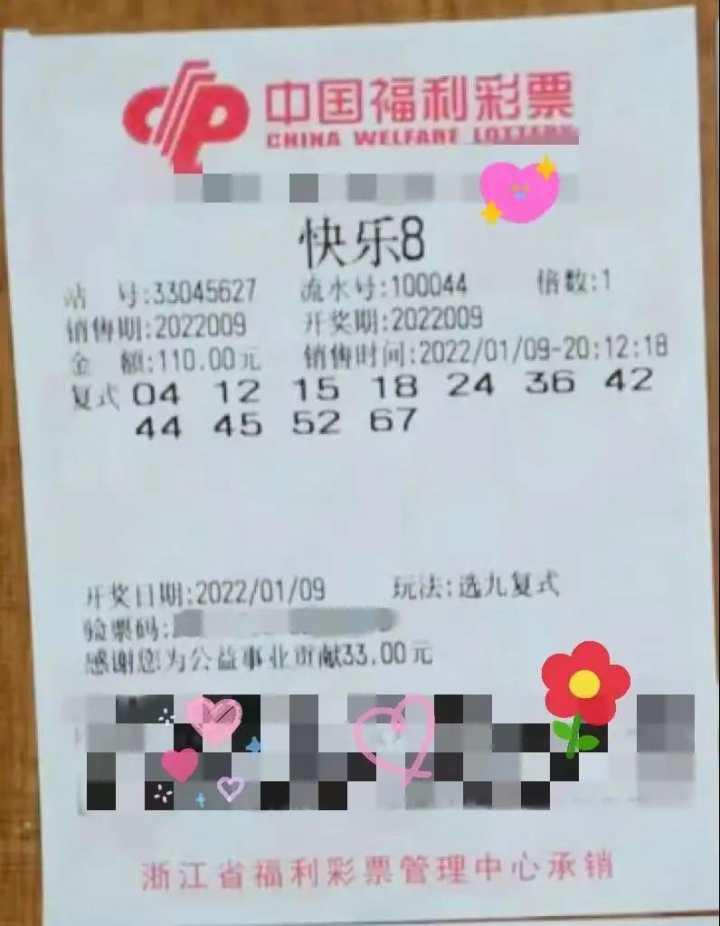 中国福利彩票
CHINA WELFARE LOTTERY
快乐8
站 号:33045627 流水号:100044 倍数:1
销售期:2022009 开奖期:2022009
金 额:110.00元 销售时间:2022/01/09-20:12:18
复式 04 12 15 18 24 36 42
44 45 52 67
开奖日期:2022/01/09 玩法:选九复式
验票码:
感谢您为公益事业贡献33.00元
浙江省福利彩票管理中心承销